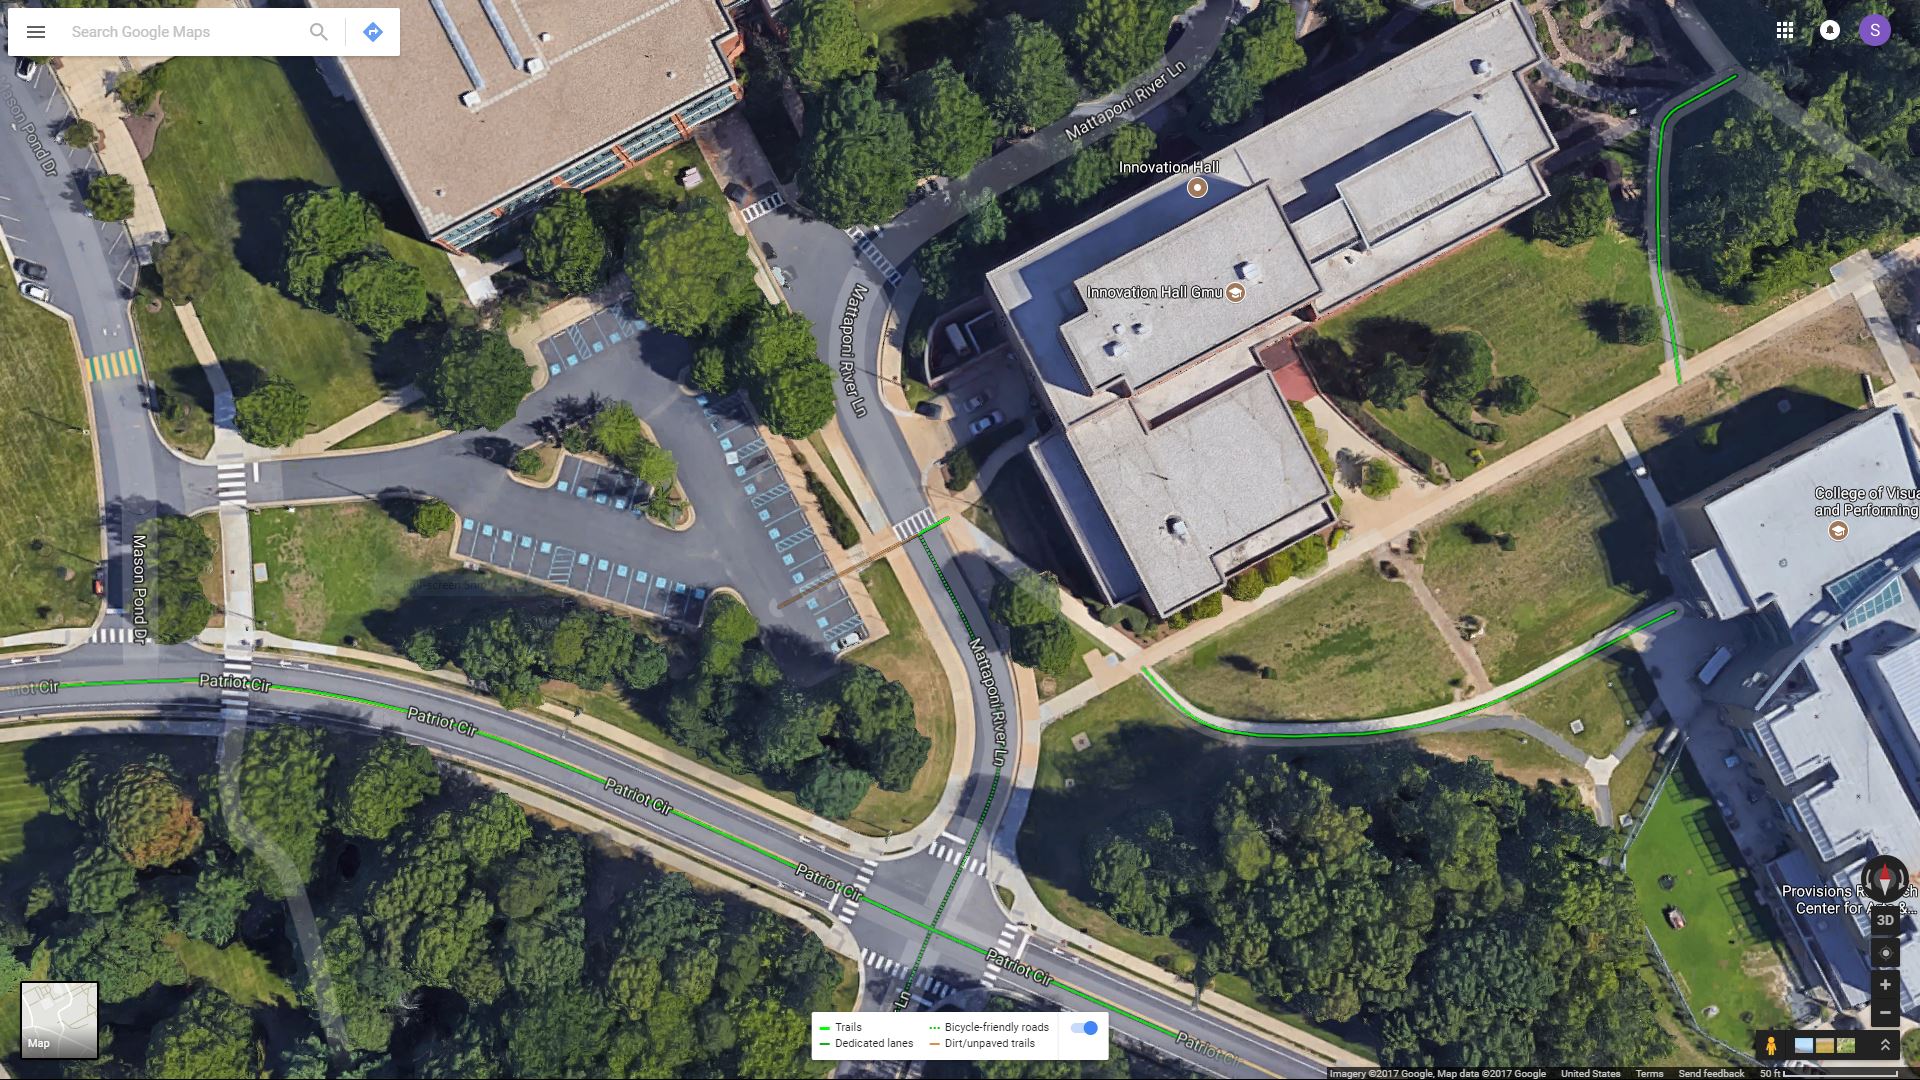 Search Google Maps
S
Mason Pond Dr
Mattaponi River Ln
Innovation Hall
Innovation Hall Gmu
Mattaponi River Ln
College of Visua
and Performing
Mason Pond Dr
Mattaponi River Ln
riot Cir
Patriot Cir
Patriot Cir
Patriot Cir
Patriot Cir
Patriot Cir
Patriot Cir
Ln
Center for
3D
Map
Trails
Bicycle-friendly roads
Dedicated lanes
Dirt/unpaved trails
Imagery ©2017 Google, Map data ©2017 Google United States Terms Send feedback 50 ft